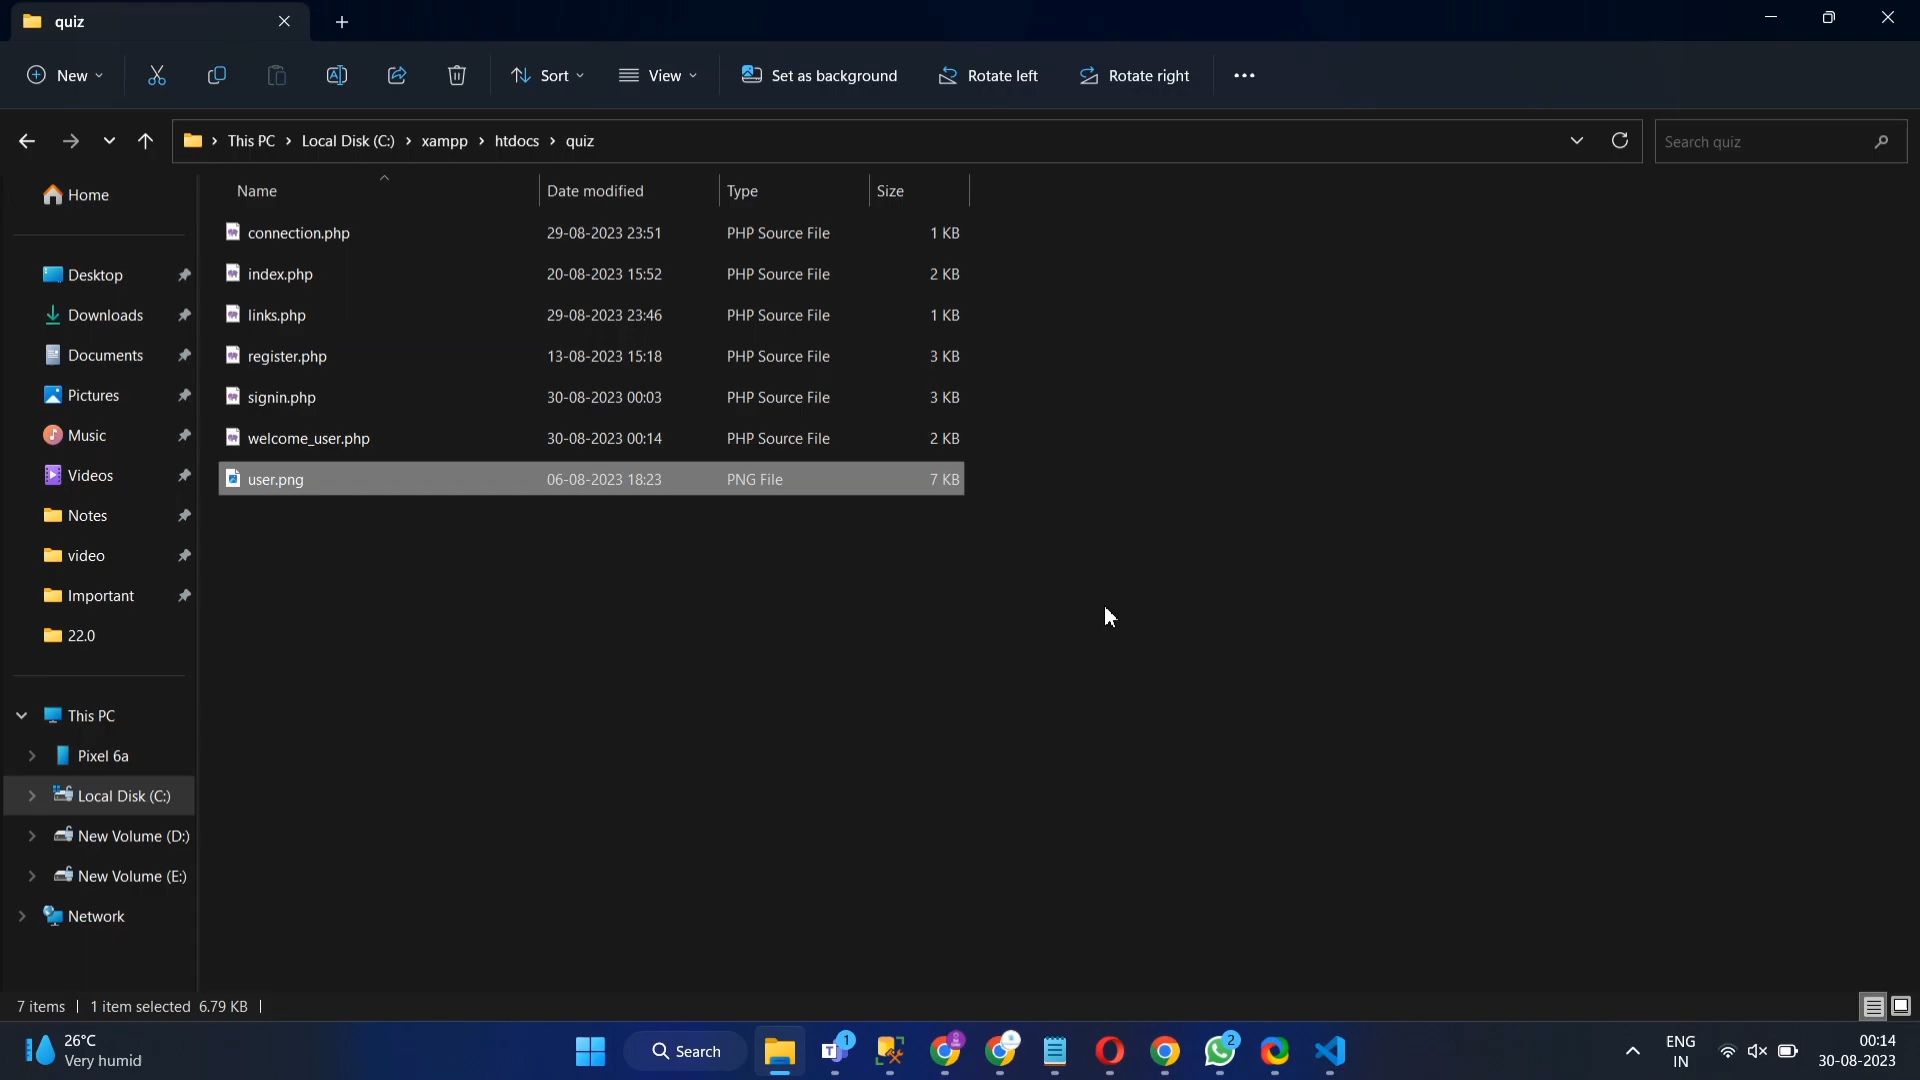 quiz
New
Sort
View
Set as background
Rotate left
Rotate right
This PC
Local Disk (C:)
xampp
htdocs
quiz
Search quiz
Home
Desktop
Downloads
Documents
Pictures
Music
Videos
Notes
video
Important
22.0
This PC
Pixel 6a
Local Disk (C:)
New Volume (D:)
New Volume (E:)
Network
Name Date modified Type Size
connection.php 29-08-2023 23:51 PHP Source File 1 KB
index.php 20-08-2023 15:52 PHP Source File 2 KB
links.php 29-08-2023 23:46 PHP Source File 1 KB
register.php 13-08-2023 15:18 PHP Source File 3 KB
signin.php 30-08-2023 00:03 PHP Source File 3 KB
welcome_user.php 30-08-2023 00:14 PHP Source File 2 KB
user.png 06-08-2023 18:23 PNG File 7 KB
7 items 1 item selected 6.79 KB
26°C
Very humid
Search
1
2
ENG
IN
00:14
30-08-2023